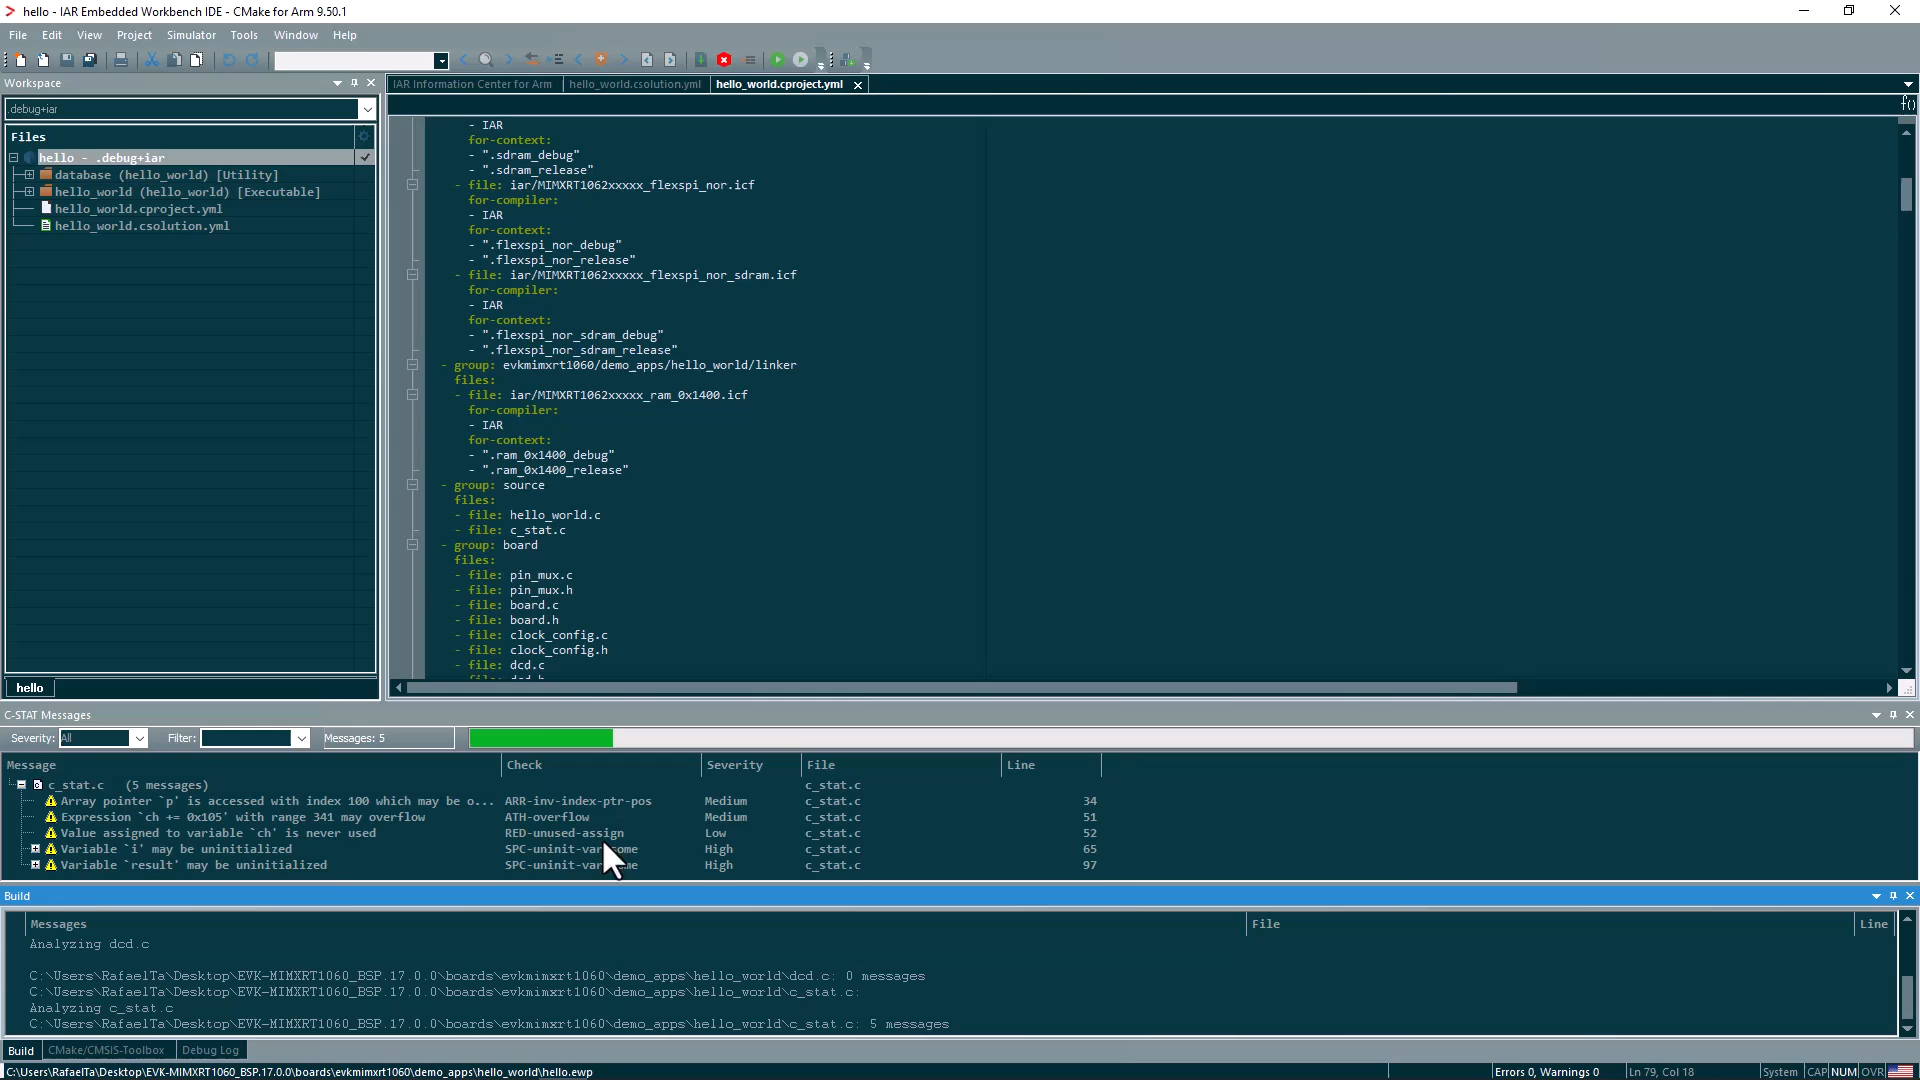 hello - IAR Embedded Workbench IDE - CMake for Arm 9.50.1
File Edit View Project Simulator Tools Window Help
Workspace
.debug+iar
Files
hello - .debug+iar
database (hello_world) [Utility]
hello_world (hello_world) [Executable]
hello_world.cproject.yml
hello_world.csolution.yml
hello
IAR Information Center for Arm hello_world.csolution.yml hello_world.cproject.yml
f()
- IAR
for-context:
- ".sdram_debug"
- ".sdram_release"
- file: iar/MIMXRT1062xxxxx_flexspi_nor.icf
for-compiler:
- IAR
for-context:
- ".flexspi_nor_debug"
- ".flexspi_nor_release"
- file: iar/MIMXRT1062xxxxx_flexspi_nor_sdram.icf
for-compiler:
- IAR
for-context:
- ".flexspi_nor_sdram_debug"
- ".flexspi_nor_sdram_release"
- group: evkmimxrt1060/demo_apps/hello_world/linker
files:
- file: iar/MIMXRT1062xxxxx_ram_0x1400.icf
for-compiler:
- IAR
for-context:
- ".ram_0x1400_debug"
- ".ram_0x1400_release"
- group: source
files:
- file: hello_world.c
- file: c_stat.c
- group: board
files:
- file: pin_mux.c
- file: pin_mux.h
- file: board.c
- file: board.h
- file: clock_config.c
- file: clock_config.h
- file: dcd.c
C-STAT Messages
Severity: All Filter: Messages: 5
Message Check Severity File Line
c_stat.c (5 messages) c_stat.c
Array pointer `p' is accessed with index 100 which may be o... ARR-inv-index-ptr-pos Medium c_stat.c 34
Expression `ch += 0x105' with range 341 may overflow ATH-overflow Medium c_stat.c 51
Value assigned to variable `ch' is never used RED-unused-assign Low c_stat.c 52
Variable `i' may be uninitialized SPC-uninit-var-some High c_stat.c 65
Variable `result' may be uninitialized SPC-uninit-var-some High c_stat.c 97
Build
Messages File Line
Analyzing dcd.c
C:\Users\RafaelTa\Desktop\EVK-MIMXRT1060_BSP.17.0.0\boards\evkmimxrt1060\demo_apps\hello_world\dcd.c: 0 messages
C:\Users\RafaelTa\Desktop\EVK-MIMXRT1060_BSP.17.0.0\boards\evkmimxrt1060\demo_apps\hello_world\c_stat.c:
Analyzing c_stat.c
C:\Users\RafaelTa\Desktop\EVK-MIMXRT1060_BSP.17.0.0\boards\evkmimxrt1060\demo_apps\hello_world\c_stat.c: 5 messages
Build CMake/CMSIS-Toolbox Debug Log
C:\Users\RafaelTa\Desktop\EVK-MIMXRT1060_BSP.17.0.0\boards\evkmimxrt1060\demo_apps\hello_world\hello.ewp Errors 0, Warnings 0 Ln 79, Col 18 System CAP NUM OVR